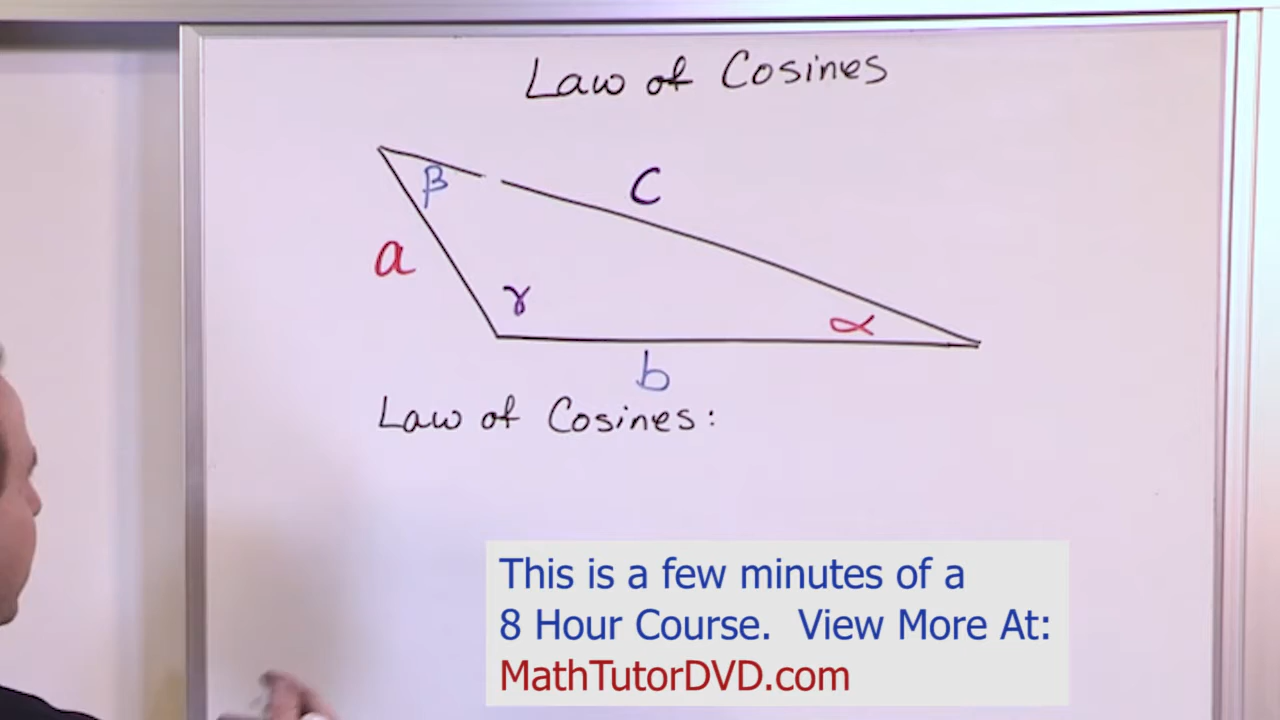 Law of Cosines
β
C
a
γ
α
b
Law of Cosines:
This is a few minutes of a
8 Hour Course. View More At:
MathTutorDVD.com